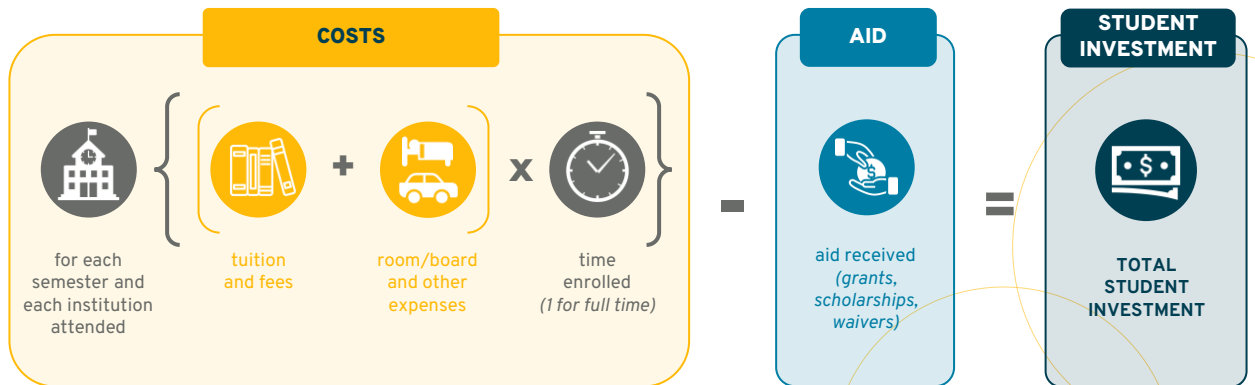 COSTS
for each
semester and
each institution
attended
tuition
and fees
+
room/board
and other
expenses
x
time
enrolled
(1 for full time)
-
AID
$
aid received
(grants,
scholarships,
waivers)
=
STUDENT
INVESTMENT
$
TOTAL
STUDENT
INVESTMENT